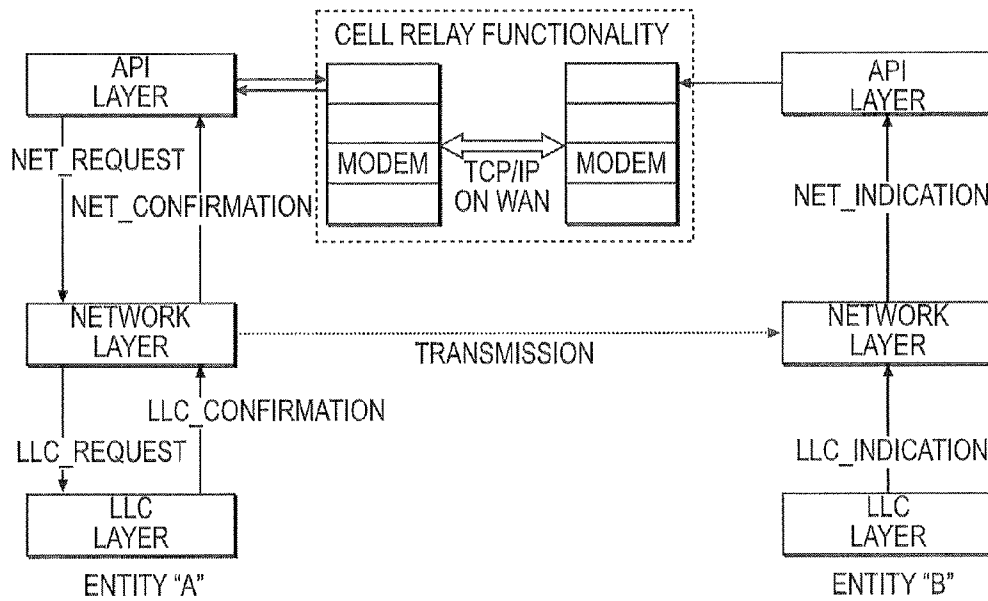 CELL RELAY FUNCTIONALITY
API
LAYER
API
LAYER
NET_REQUEST
NET_CONFIRMATION
MODEM
TCP/IP
ON WAN
MODEM
NET_INDICATION
NETWORK
LAYER
TRANSMISSION
NETWORK
LAYER
LLC_CONFIRMATION
LLC_REQUEST
LLC_INDICATION
LLC
LAYER
LLC
LAYER
ENTITY "A"
ENTITY "B"